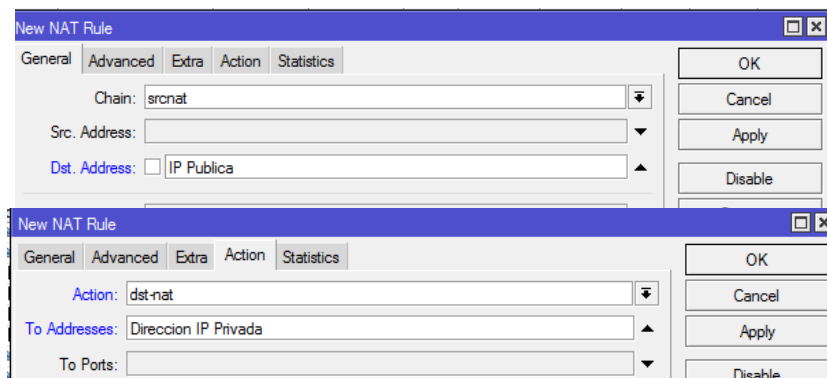 New NAT Rule
General Advanced Extra Action Statistics
OK
Chain: srcnat
Cancel
Src. Address:
Apply
Dst. Address: IP Publica
Disable
New NAT Rule
General Advanced Extra Action Statistics
OK
Action: dst-nat
Cancel
To Addresses: Direccion IP Privada
Apply
To Ports:
Disable